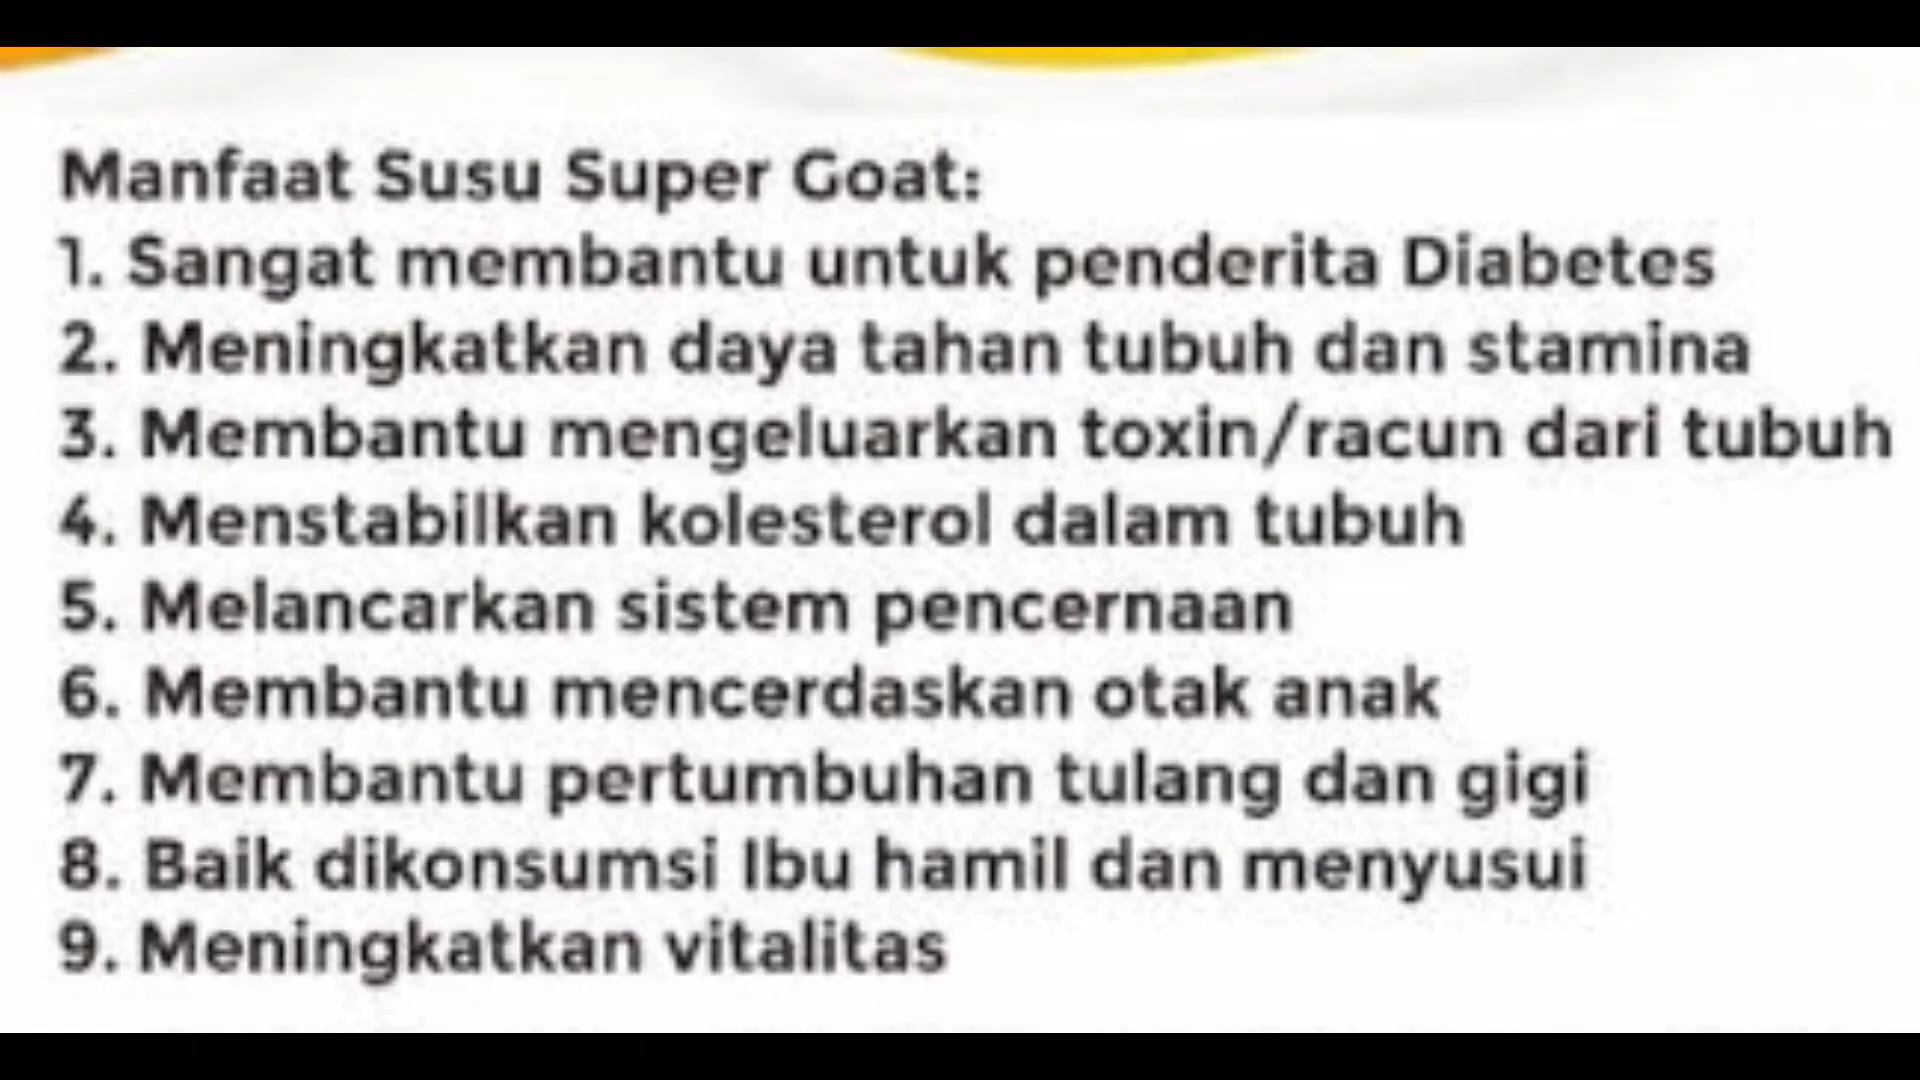 Manfaat Susu Super Goat:
1. Sangat membantu untuk penderita Diabetes
2. Meningkatkan daya tahan tubuh dan stamina
3. Membantu mengeluarkan toxin/racun dari tubuh
4. Menstabilkan kolesterol dalam tubuh
5. Melancarkan sistem pencernaan
6. Membantu mencerdaskan otak anak
7. Membantu pertumbuhan tulang dan gigi
8. Baik dikonsumsi Ibu hamil dan menyusui
9. Meningkatkan vitalitas